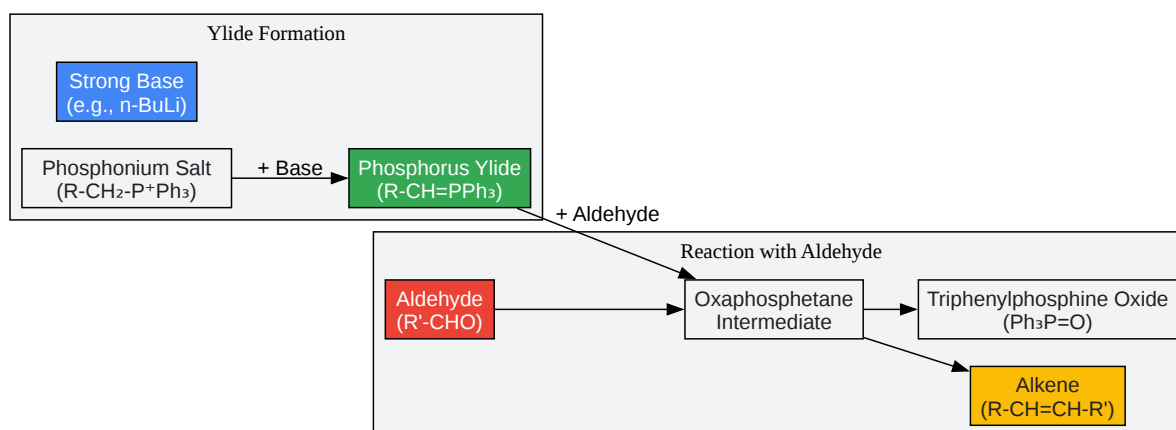 Ylide Formation
Strong Base
(e.g., n-BuLi)
Phosphonium Salt
(R-CH₂-P⁺Ph₃)
+ Base
Phosphorus Ylide
(R-CH=PPh₃)
+ Aldehyde
Reaction with Aldehyde
Aldehyde
(R'-CHO)
Oxaphosphetane
Intermediate
Triphenylphosphine Oxide
(Ph₃P=O)
Alkene
(R-CH=CH-R')